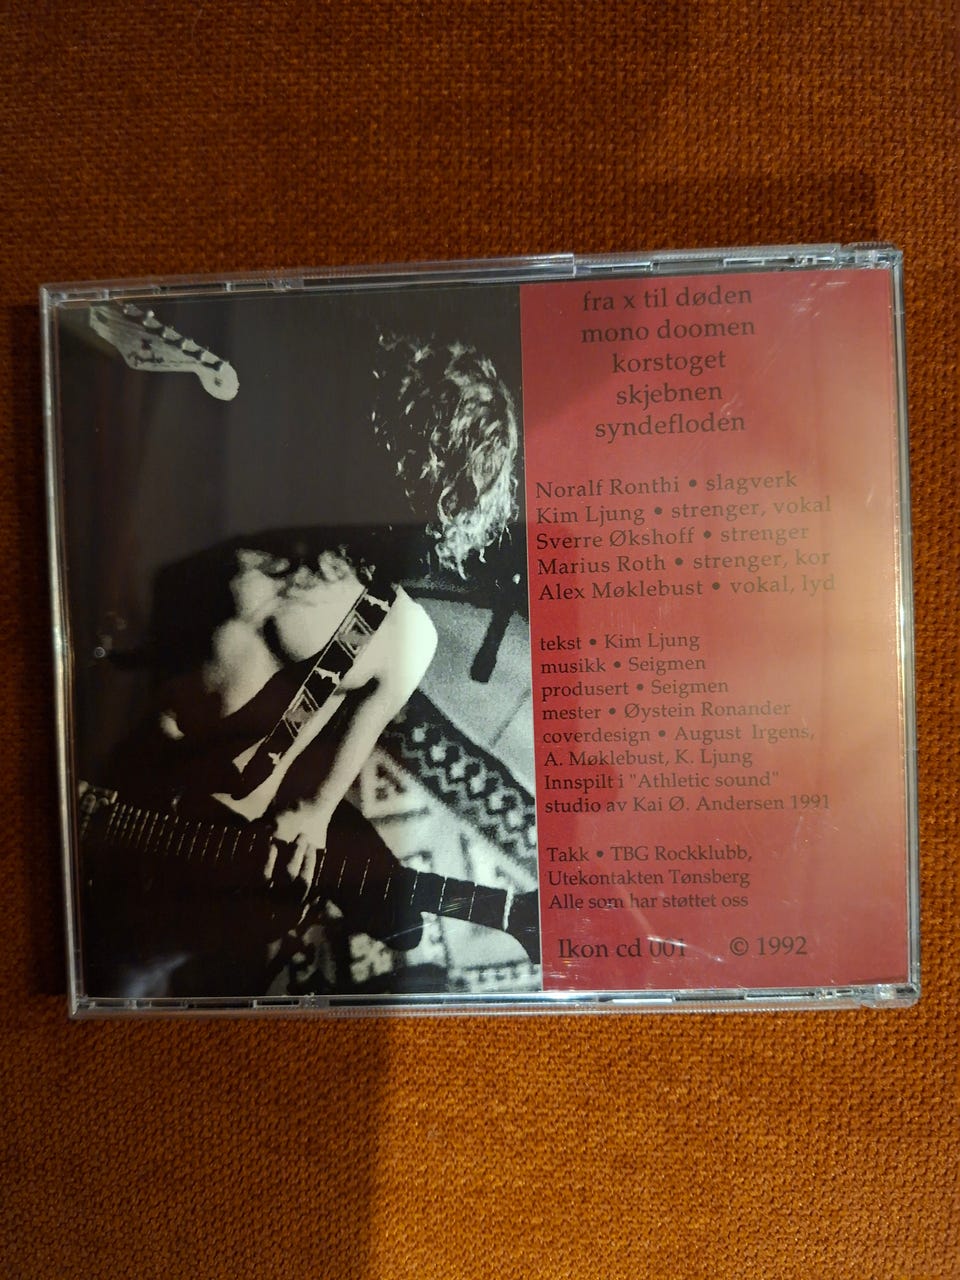 fra x til døden
mono doomen
korstoget
skjebnen
syndefloden
Noralf Ronthi • slagverk
Kim Ljung • strenger, vokal
Sverre Økshoff • strenger
Marius Roth • strenger, kor
Alex Møklebust • vokal, lyd
tekst • Kim Ljung
musikk • Seigmen
produsert • Seigmen
mester • Øystein Ronander
coverdesign • August Irgens,
A. Møklebust, K. Ljung
Innspilt i "Athletic sound"
studio av Kai Ø. Andersen 1991
Takk • TBG Rockklubb,
Utekontakten Tønsberg
Alle som har støttet oss
Ikon cd 001 © 1992